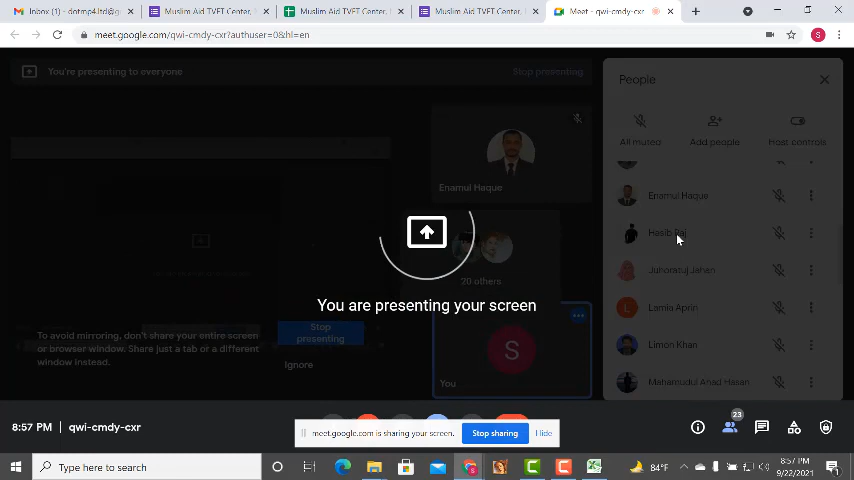 Inbox (1) - dotmp4.ltd@g
Muslim Aid TVET Center,
Muslim Aid TVET Center,
Muslim Aid TVET Center,
Meet - qwi-cmdy-cxr
meet.google.com/qwi-cmdy-cxr?authuser=0&hl=en
S
You're presenting to everyone
Stop presenting
People
All muted
Add people
Host controls
Enamul Haque
Enamul Haque
Hasib Raj
20 others
Juhoratuj Jahan
You are presenting your screen
L
Lamia Aprin
To avoid mirroring, don't share your entire screen
or browser window. Share just a tab or a different
window instead.
Stop
presenting
Ignore
S
Limon Khan
You
Mahamudul Ahad Hasan
8:57 PM | qwi-cmdy-cxr
23
meet.google.com is sharing your screen.
Stop sharing
Hide
Type here to search
84°F
8:57 PM
9/22/2021
1